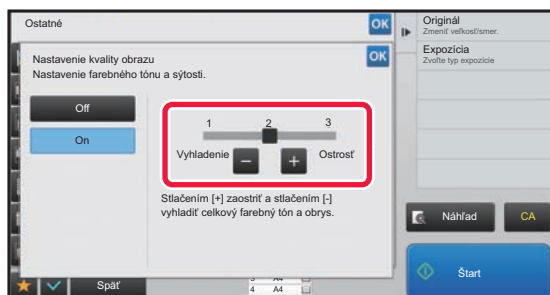 Ostatné
OK
Nastavenie kvality obrazu
Nastavenie farebného tónu a sýtosti.
OK
Off
On
1 2 3
Vyhladenie - + Ostrosť
Stlačením [+] zaostriť a stlačením [-]
vyhladiť celkový farebný tón a obrys.
Späť
4 A4
Originál
Zmeniť veľkosť/smer.
Expozícia
Zvoľte typ expozície
Náhľad
CA
Štart